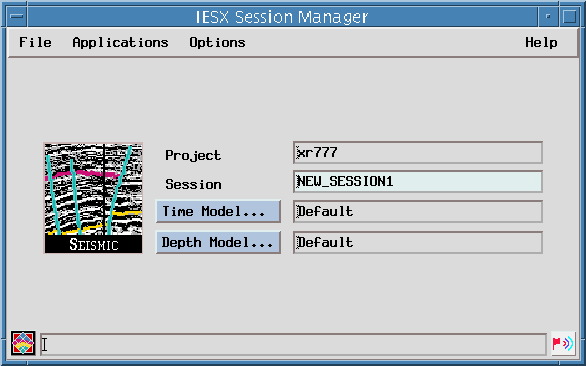 IESX Session Manager
File Applications Options Help
Project xr777
Session NEW_SESSION1
Time Model... Default
Depth Model... Default
SEISMIC